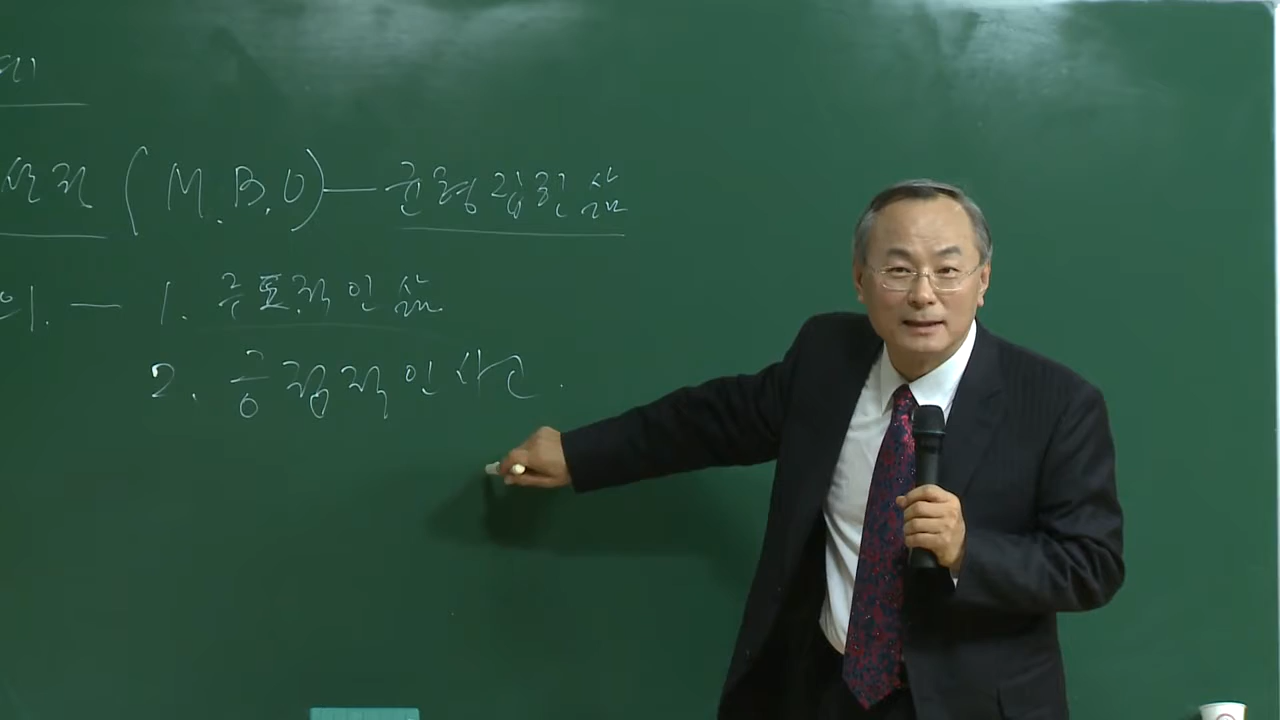 (M.B.O) — 균형잡힌 삶
1. 주도적인 삶
2. 긍정적인 사고.